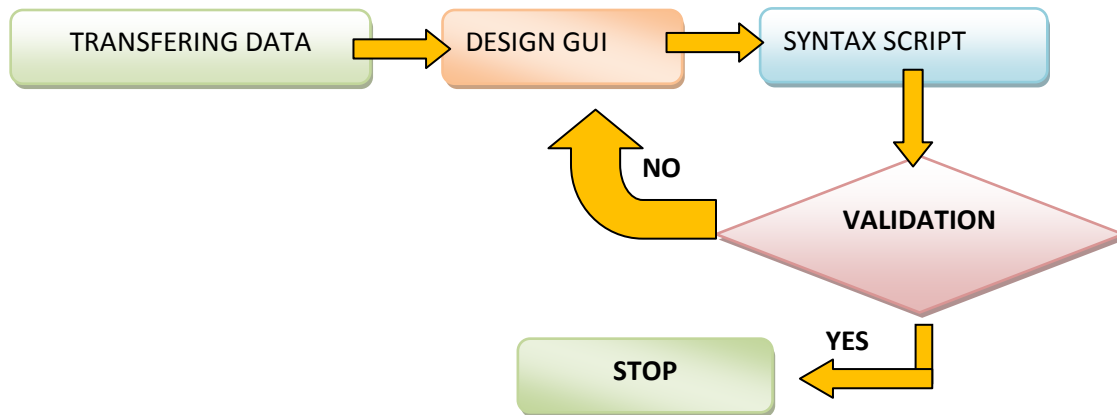 TRANSFERING DATA
DESIGN GUI
SYNTAX SCRIPT
NO
VALIDATION
YES
STOP